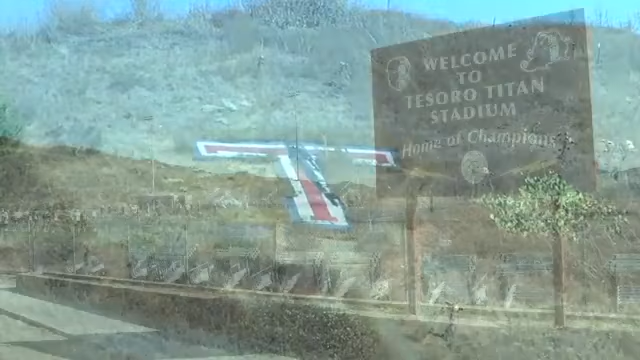 WELCOME
TO
TESORO TITAN
STADIUM
Home of Champions
T